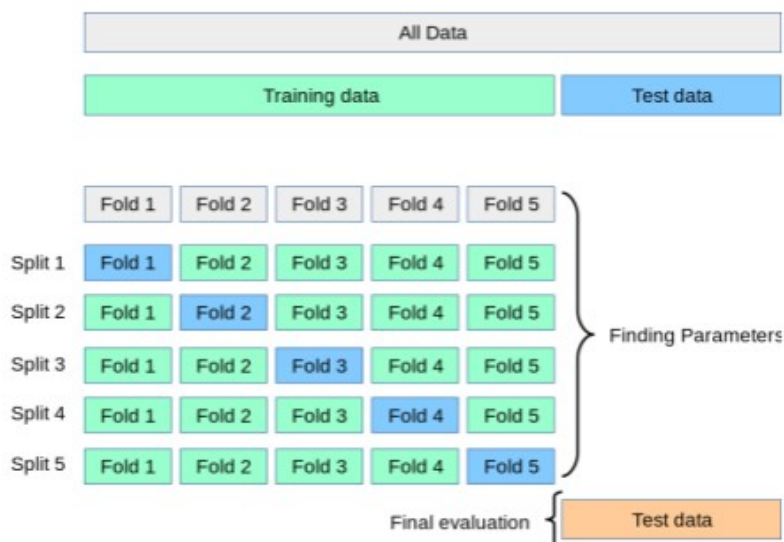 All Data
Training data Test data
Fold 1 Fold 2 Fold 3 Fold 4 Fold 5
Split 1 Fold 1 Fold 2 Fold 3 Fold 4 Fold 5
Split 2 Fold 1 Fold 2 Fold 3 Fold 4 Fold 5
Finding Parameters
Split 3 Fold 1 Fold 2 Fold 3 Fold 4 Fold 5
Split 4 Fold 1 Fold 2 Fold 3 Fold 4 Fold 5
Split 5 Fold 1 Fold 2 Fold 3 Fold 4 Fold 5
Final evaluation Test data